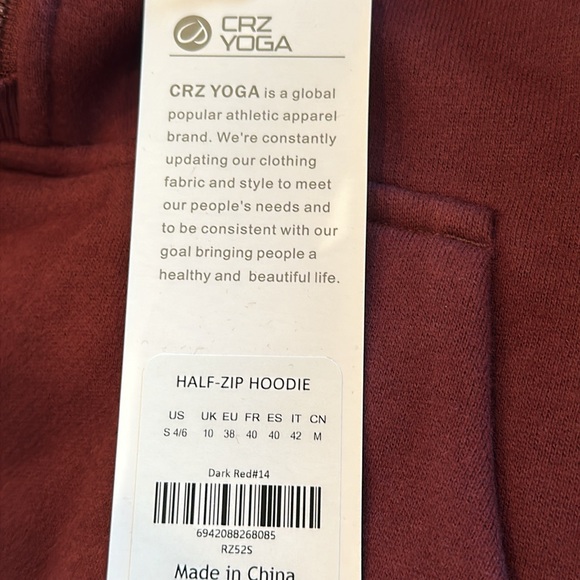 CRZ
YOGA
CRZ YOGA is a global
popular athletic apparel
brand. We're constantly
updating our clothing
fabric and style to meet
our people's needs and
to be consistent with our
goal bringing people a
healthy and beautiful life.
HALF-ZIP HOODIE
US UK EU FR ES IT CN
S 4/6 10 38 40 40 42 M
Dark Red#14
6942088268085
RZ52S
Made in China